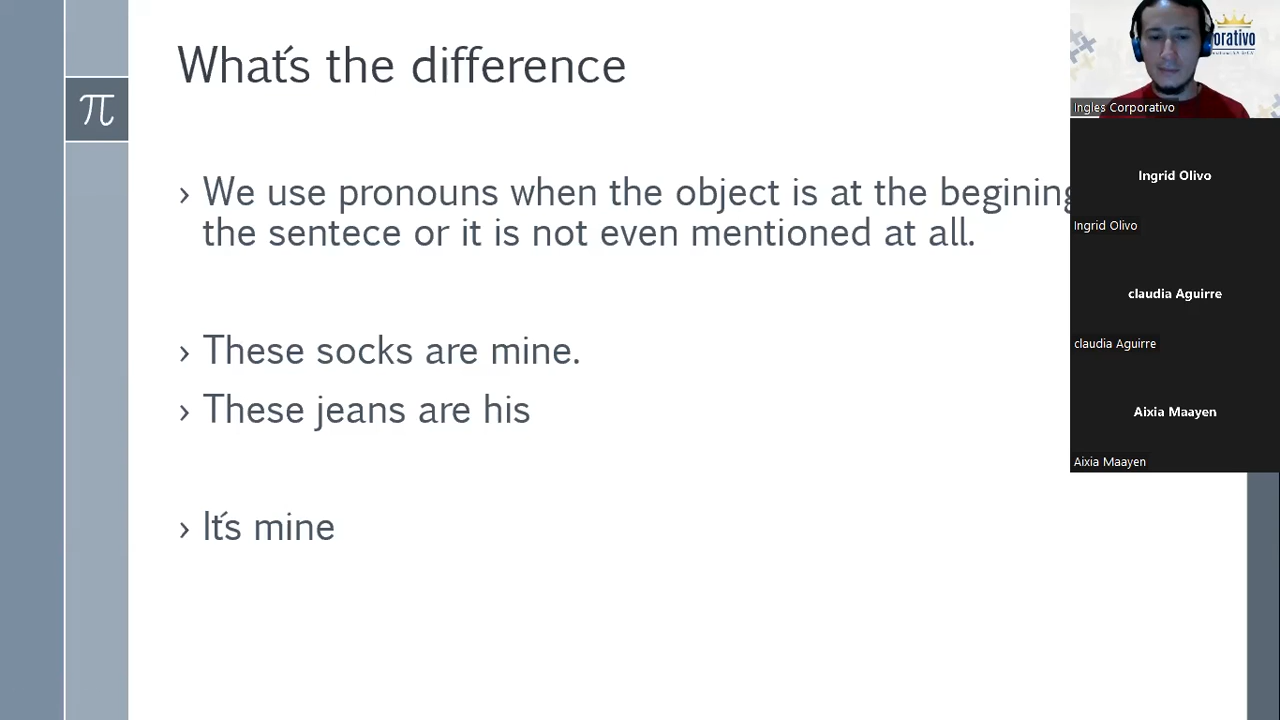 What´s the difference
π
› We use pronouns when the object is at the begining
the sentece or it is not even mentioned at all.
› These socks are mine.
› These jeans are his
› It´s mine
orativo
Ingles Corporativo
Ingrid Olivo
Ingrid Olivo
claudia Aguirre
claudia Aguirre
Aixia Maayen
Aixia Maayen